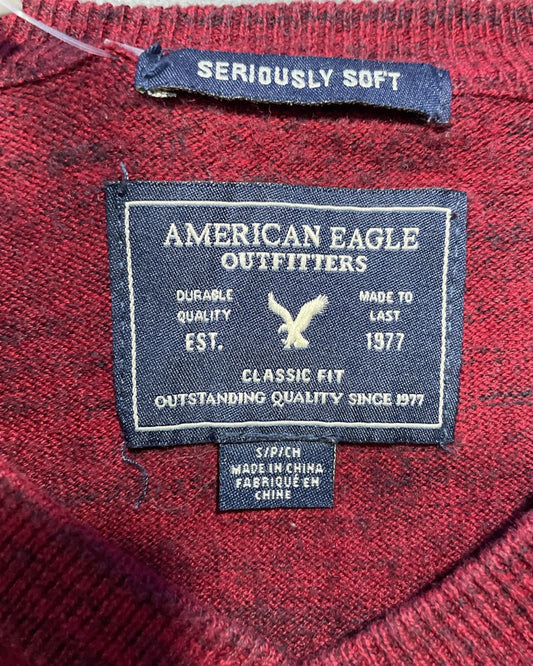 SERIOUSLY SOFT
AMERICAN EAGLE
OUTFITTERS
DURABLE
QUALITY
EST.
MADE TO
LAST
1977
CLASSIC FIT
OUTSTANDING QUALITY SINCE 1977
S/P/CH
MADE IN CHINA
FABRIQUÉ EN
CHINE